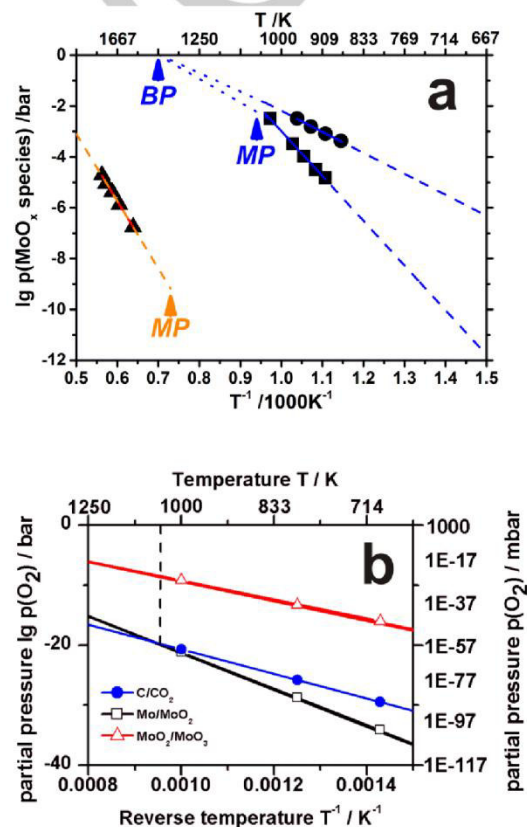 T /K
1667 1250 1000 909 833 769 714 667
a
lg p(MoOₓ species) /bar
0
-2
-4
-6
-8
-10
-12
BP
MP
MP
0.5 0.6 0.7 0.8 0.9 1.0 1.1 1.2 1.3 1.4 1.5
T⁻¹ /1000K⁻¹
Temperature T / K
1250 1000 833 714
b
partial pressure lg p(O₂) / bar
0
-20
-40
partial pressure p(O₂) / mbar
1000
1E-17
1E-37
1E-57
1E-77
1E-97
1E-117
C/CO₂
Mo/MoO₂
MoO₂/MoO₃
0.0008 0.0010 0.0012 0.0014
Reverse temperature T⁻¹ / K⁻¹